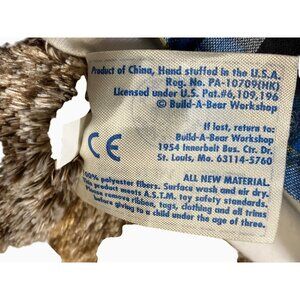 Product of China, Hand stuffed in the U.S.A.
Reg. No. PA-10709(HK)
Licensed under U.S. Pat.#6,109,196
© Build-A-Bear Workshop
If lost, return to:
Build-A-Bear Workshop
1954 Innerbelt Bus. Ctr. Dr.
St. Louis, Mo. 63114-5760
CE
ALL NEW MATERIAL.
100% polyester fibers. Surface wash and air dry.
This product meets A.S.T.M. toy safety standards.
Please remove ribbon, tags, clothing and all trims
before giving to a child under the age of three.